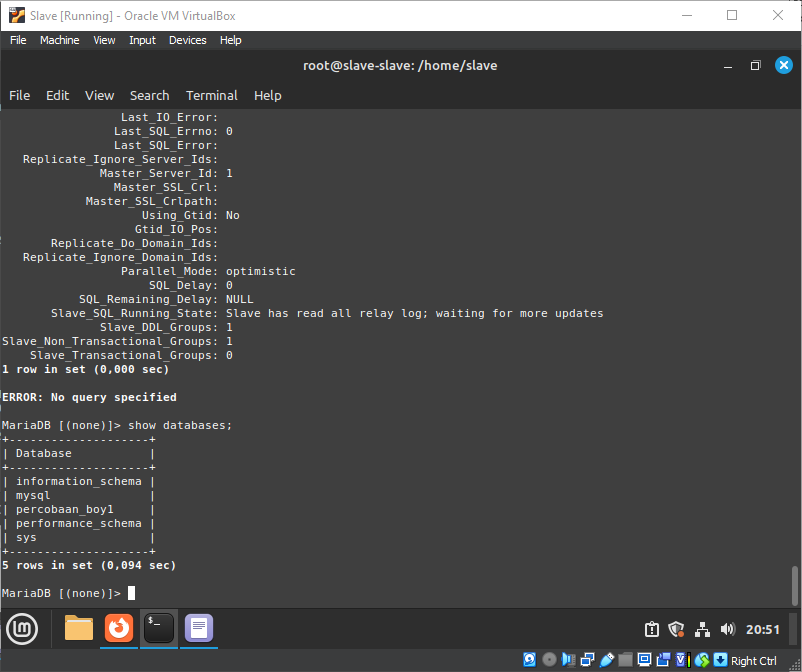 Slave [Running] - Oracle VM VirtualBox
File Machine View Input Devices Help
root@slave-slave: /home/slave
File Edit View Search Terminal Help
Last_IO_Error:
Last_SQL_Errno: 0
Last_SQL_Error:
Replicate_Ignore_Server_Ids:
Master_Server_Id: 1
Master_SSL_Crl:
Master_SSL_Crlpath:
Using_Gtid: No
Gtid_IO_Pos:
Replicate_Do_Domain_Ids:
Replicate_Ignore_Domain_Ids:
Parallel_Mode: optimistic
SQL_Delay: 0
SQL_Remaining_Delay: NULL
Slave_SQL_Running_State: Slave has read all relay log; waiting for more updates
Slave_DDL_Groups: 1
Slave_Non_Transactional_Groups: 1
Slave_Transactional_Groups: 0
1 row in set (0,000 sec)
ERROR: No query specified
MariaDB [(none)]> show databases;
+--------------------+
| Database           |
+--------------------+
| information_schema |
| mysql              |
| percobaan_boy1     |
| performance_schema |
| sys                |
+--------------------+
5 rows in set (0,094 sec)
MariaDB [(none)]>
20:51
Right Ctrl